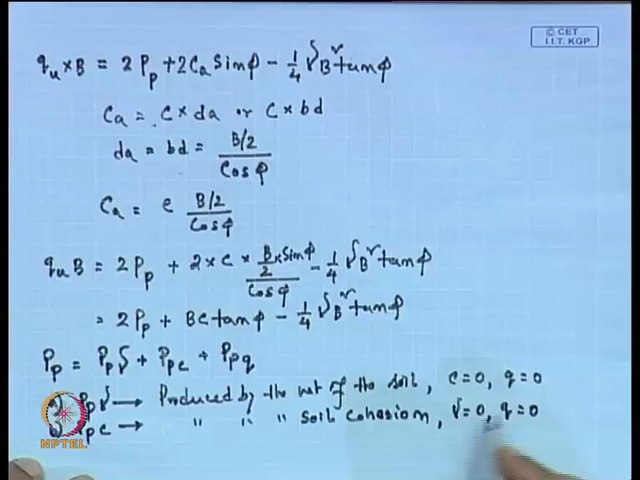 © CET
I.I.T. KGP
qu × B = 2Pp + 2Ca sinφ − 1/4 γB² tanφ
Ca = c × da or c × bd
da = bd = B/2 / Cosφ
Ca = c B/2 / Cosφ
quB = 2Pp + 2 × c × B/2 × sinφ / Cosφ − 1/4 γB² tanφ
= 2Pp + Bc tanφ − 1/4 γB² tanφ
Pp = Ppγ + Ppc + Ppq
Ppγ → Produced by the wt of the soil, c=0, q=0
Ppc → " " " soil cohesion, γ=0, q=0
NPTEL